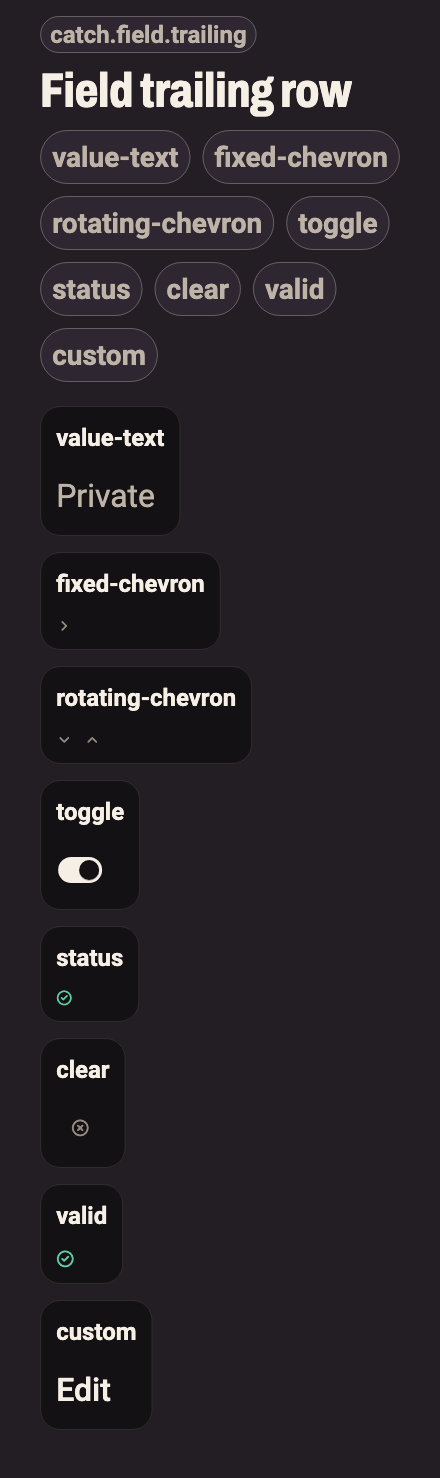 catch.field.trailing
Field trailing row
value-text fixed-chevron
rotating-chevron toggle
status clear valid
custom
value-text
Private
fixed-chevron
rotating-chevron
toggle
status
clear
valid
custom
Edit